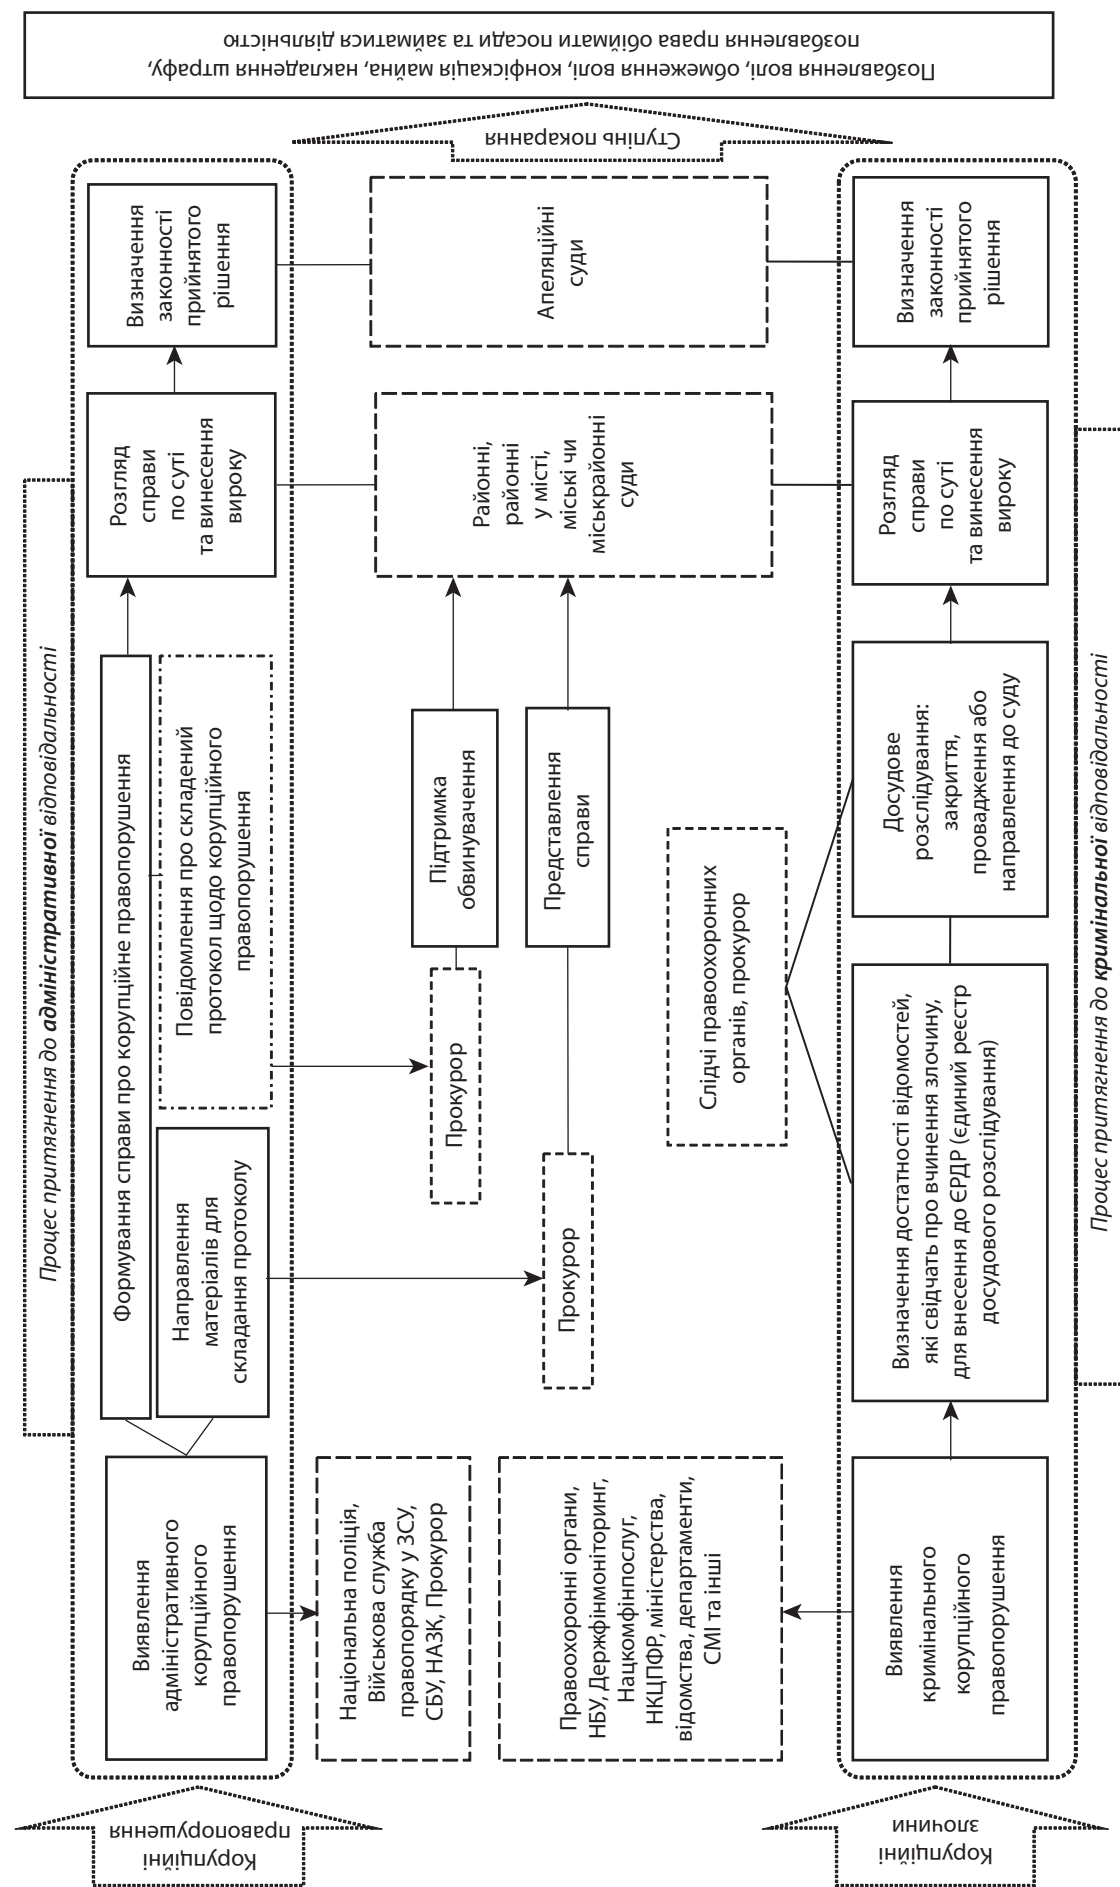 Корупційні
правопорушення
Процес притягнення до адміністративної відповідальності
Виявлення
адміністративного
корупційного
правопорушення
Формування справи про корупційне правопорушення
Направлення
матеріалів для
складання протоколу
Повідомлення про складений
протокол щодо корупційного
правопорушення
Розгляд
справи
по суті
та винесення
вироку
Визначення
законності
прийнятого
рішення
Національна поліція,
Військова служба
правопорядку у ЗСУ,
СБУ, НАЗК, Прокурор
Прокурор
Підтримка
обвинувачення
Прокурор
Представлення
справи
Районні,
районні
у місті,
міські чи
міськрайонні
суди
Апеляційні
суди
Ступінь покарання
Позбавлення волі, обмеження волі, конфіскація майна, накладення штрафу,
позбавлення права обіймати посади та займатися діяльністю
Правоохоронні органи,
НБУ, Держфінмоніторинг,
Нацкомфінпослуг,
НКЦПФР, міністерства,
відомства, департаменти,
СМІ та інші
Слідчі правоохоронних
органів, прокурор
Корупційні
злочини
Виявлення
кримінального
корупційного
правопорушення
Визначення достатності відомостей,
які свідчать про вчинення злочину,
для внесення до ЄРДР (єдиний реєстр
досудового розслідування)
Досудове
розслідування:
закриття,
провадження або
направлення до суду
Розгляд
справи
по суті
та винесення
вироку
Визначення
законності
прийнятого
рішення
Процес притягнення до кримінальної відповідальності